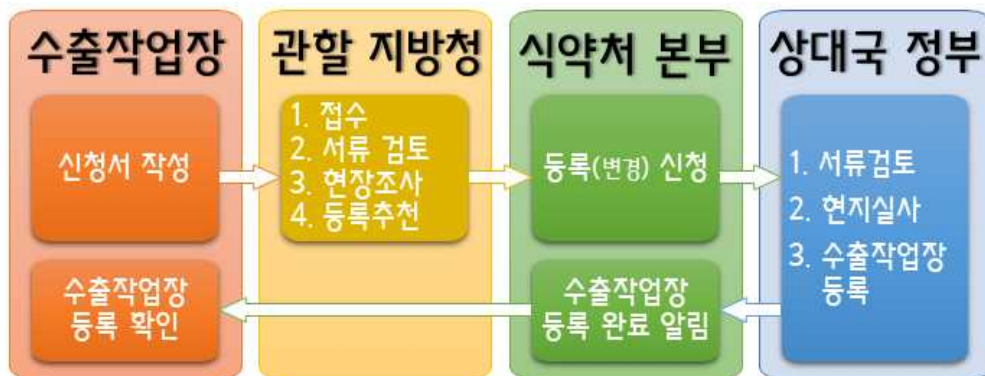 수출작업장
신청서 작성
수출작업장
등록 확인
관할 지방청
1. 접수
2. 서류 검토
3. 현장조사
4. 등록추천
식약처 본부
등록(변경) 신청
수출작업장
등록 완료 알림
상대국 정부
1. 서류검토
2. 현지실사
3. 수출작업장
등록